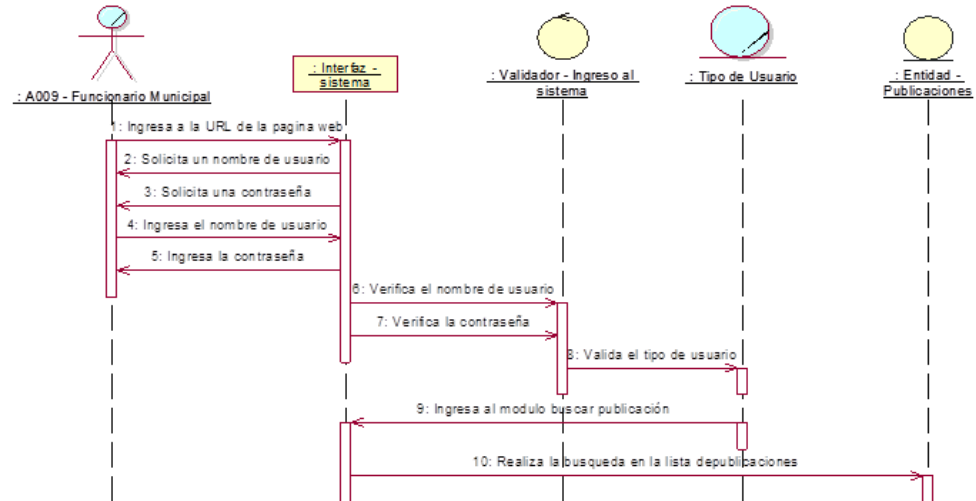 : A009 - Funcionario Municipal
: Interfaz -
sistema
: Validador - Ingreso al
sistema
: Tipo de Usuario
: Entidad -
Publicaciones
1: Ingresa a la URL de la pagina web
2: Solicita un nombre de usuario
3: Solicita una contraseña
4: Ingresa el nombre de usuario
5: Ingresa la contraseña
6: Verifica el nombre de usuario
7: Verifica la contraseña
8: Valida el tipo de usuario
9: Ingresa al modulo buscar publicación
10: Realiza la busqueda en la lista depublicaciones